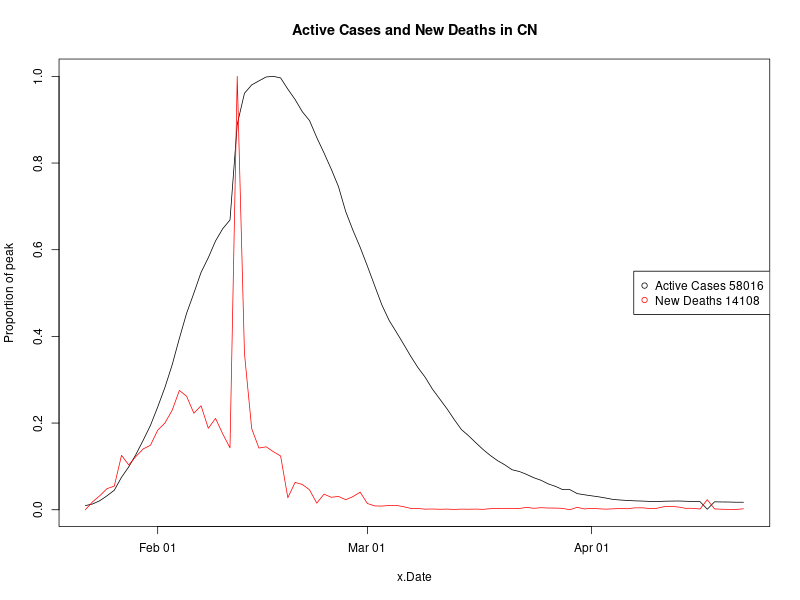 Active Cases and New Deaths in CN
Proportion of peak
1.0
0.8
0.6
0.4
0.2
0.0
Active Cases 58016
New Deaths 14108
Feb 01
Mar 01
Apr 01
x.Date